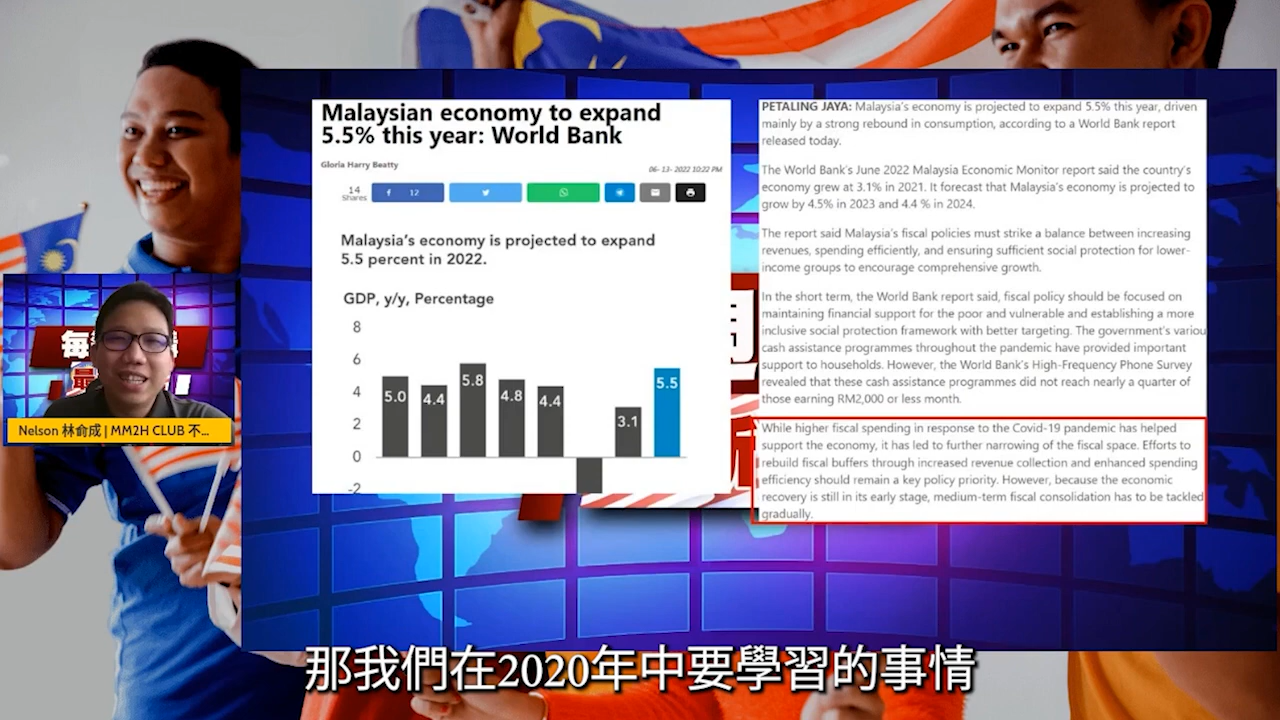 Malaysian economy to expand
5.5% this year: World Bank
Gloria Harry Beatty
06- 13- 2022 10:22 PM
14
Shares
12
Malaysia's economy is projected to expand
5.5 percent in 2022.
GDP, y/y, Percentage
8
6
4
2
0
-2
5.0
4.4
5.8
4.8
4.4
3.1
5.5
PETALING JAYA: Malaysia's economy is projected to expand 5.5% this year, driven
mainly by a strong rebound in consumption, according to a World Bank report
released today.
The World Bank's June 2022 Malaysia Economic Monitor report said the country's
economy grew at 3.1% in 2021. It forecast that Malaysia's economy is projected to
grow by 4.5% in 2023 and 4.4 % in 2024.
The report said Malaysia's fiscal policies must strike a balance between increasing
revenues, spending efficiently, and ensuring sufficient social protection for lower-
income groups to encourage comprehensive growth.
In the short term, the World Bank report said, fiscal policy should be focused on
maintaining financial support for the poor and vulnerable and establishing a more
inclusive social protection framework with better targeting. The government's variou
cash assistance programmes throughout the pandemic have provided important
support to households. However, the World Bank's High-Frequency Phone Survey
revealed that these cash assistance programmes did not reach nearly a quarter of
those earning RM2,000 or less month.
While higher fiscal spending in response to the Covid-19 pandemic has helped
support the economy, it has led to further narrowing of the fiscal space. Efforts to
rebuild fiscal buffers through increased revenue collection and enhanced spending
efficiency should remain a key policy priority. However, because the economic
recovery is still in its early stage, medium-term fiscal consolidation has to be tackled
gradually.
每
Nelson 林俞成 | MM2H CLUB 不...
那我們在2020年中要學習的事情